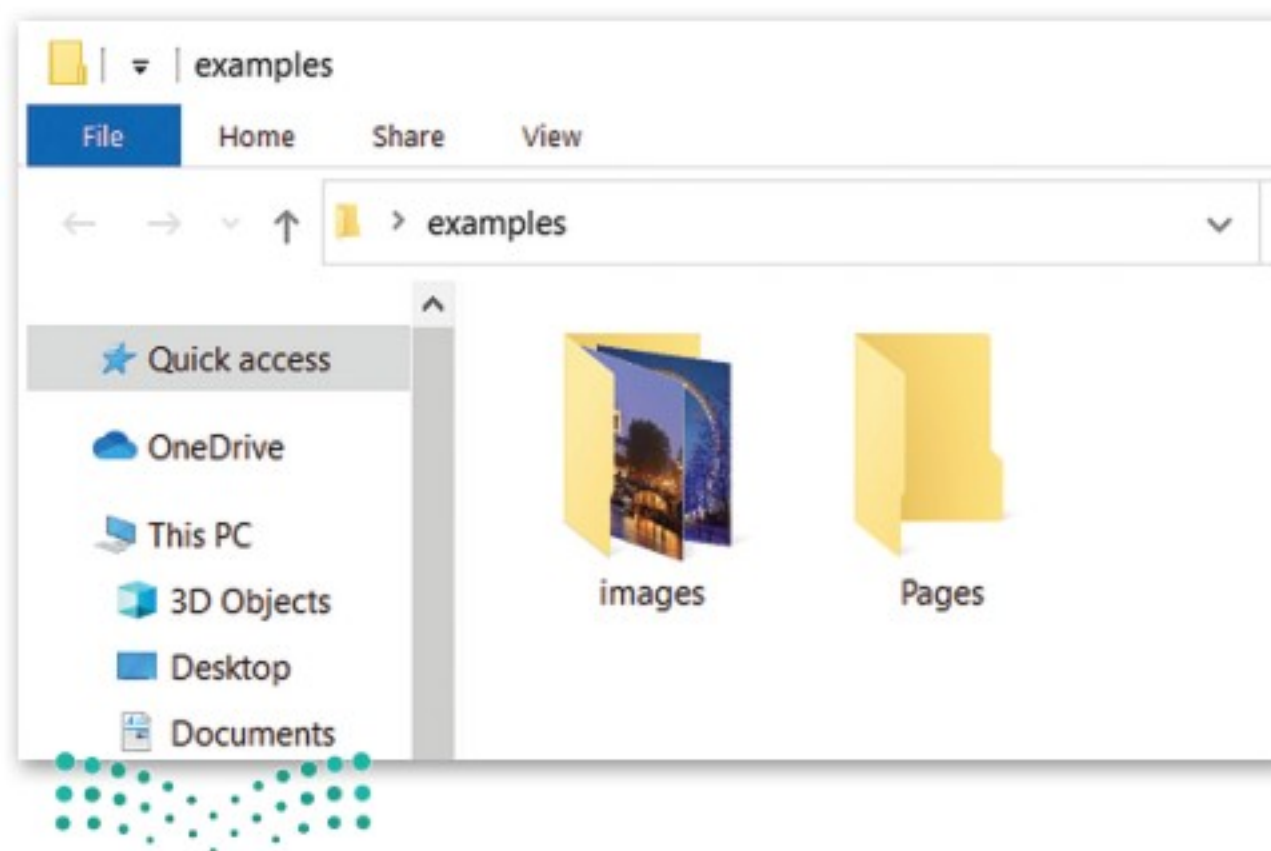 examples
File Home Share View
examples
Quick access
OneDrive
This PC
3D Objects
Desktop
Documents
images Pages